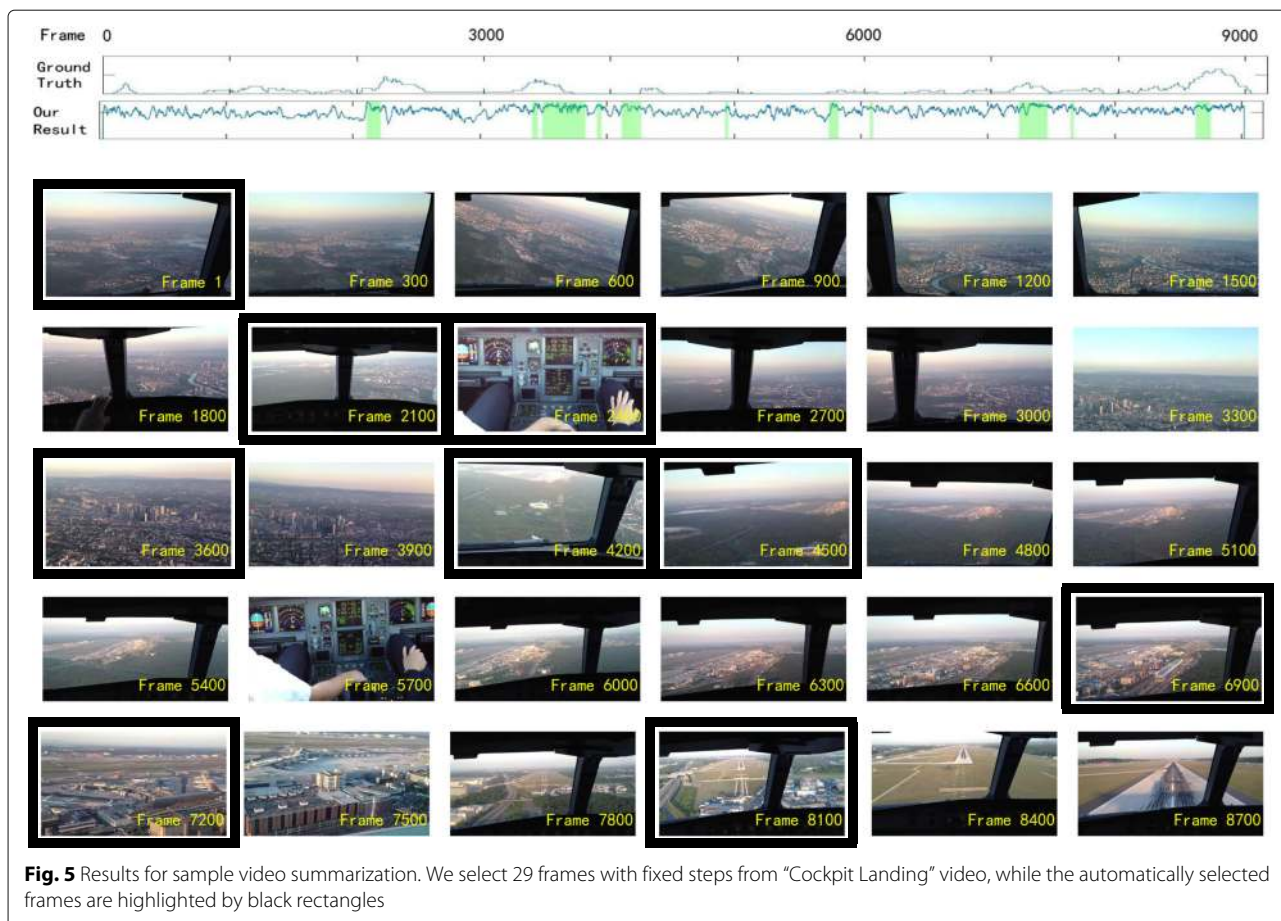 Frame 0 3000 6000 9000
Ground
Truth
Our
Result
Frame 1 Frame 300 Frame 600 Frame 900 Frame 1200 Frame 1500
Frame 1800 Frame 2100 Frame 2400 Frame 2700 Frame 3000 Frame 3300
Frame 3600 Frame 3900 Frame 4200 Frame 4500 Frame 4800 Frame 5100
Frame 5400 Frame 5700 Frame 6000 Frame 6300 Frame 6600 Frame 6900
Frame 7200 Frame 7500 Frame 7800 Frame 8100 Frame 8400 Frame 8700
Fig. 5 Results for sample video summarization. We select 29 frames with fixed steps from “Cockpit Landing” video, while the automatically selected
frames are highlighted by black rectangles